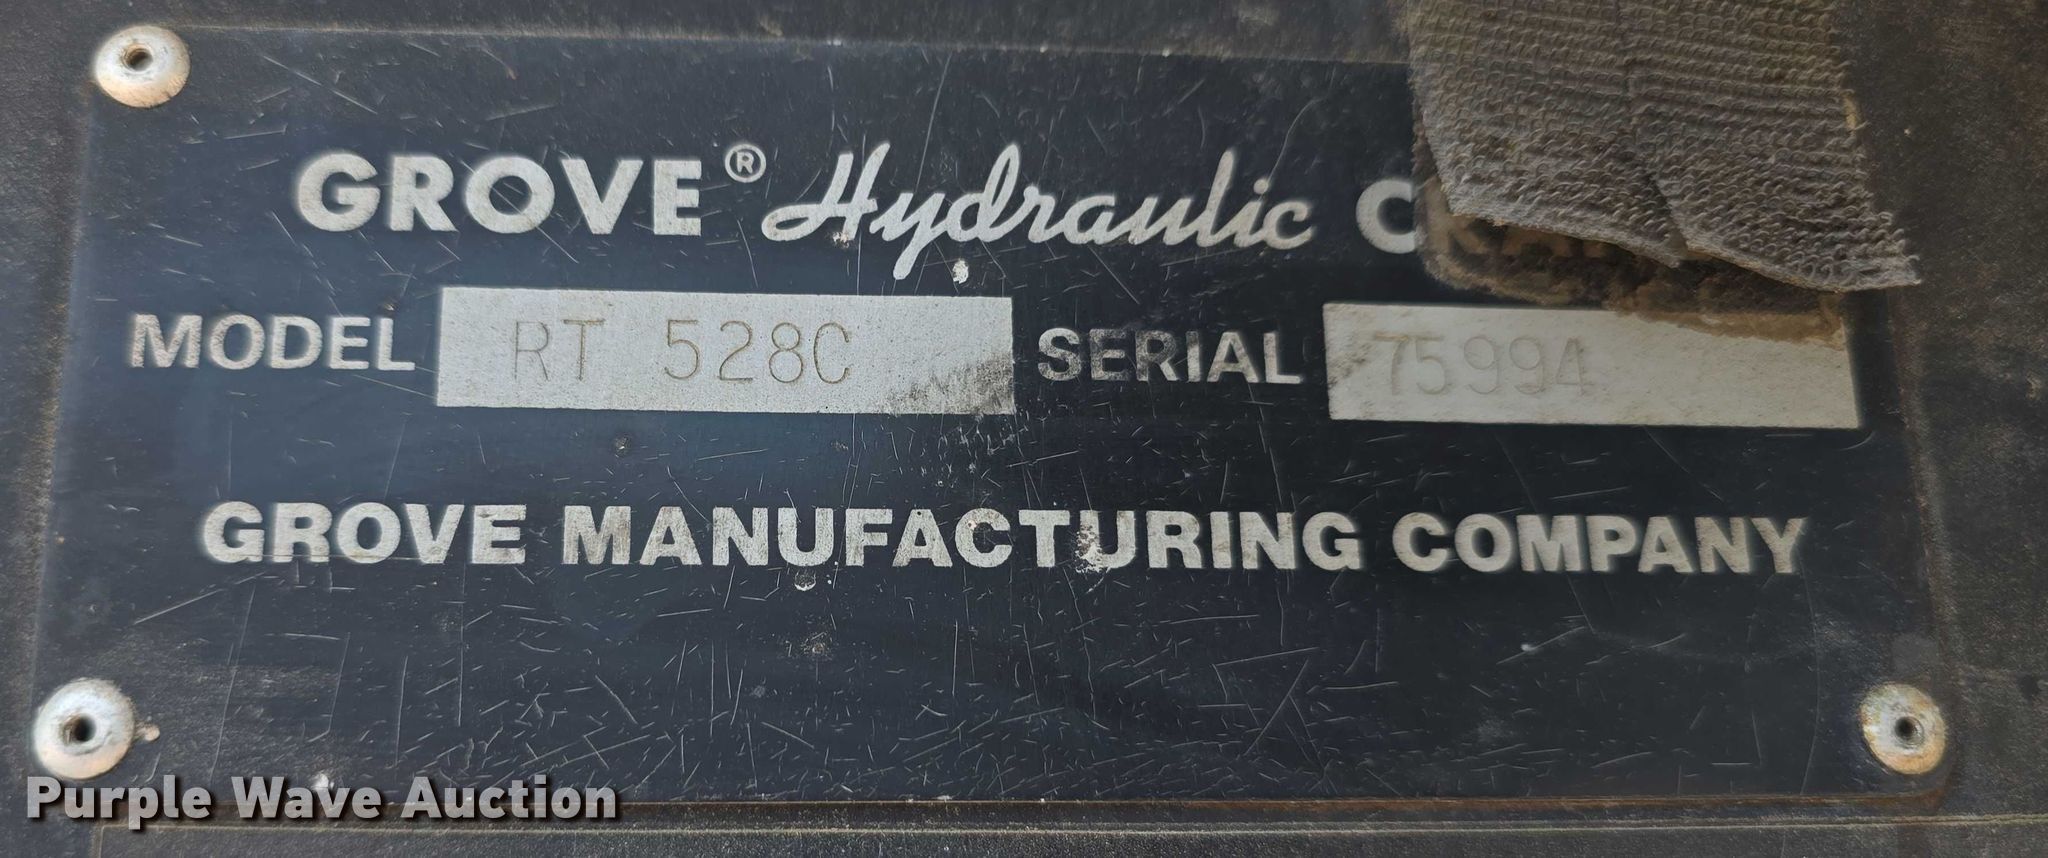 GROVE® Hydraulic
MODEL RT 528C SERIAL 75994
GROVE MANUFACTURING COMPANY
Purple Wave Auction